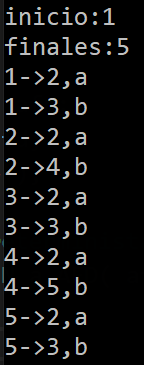 inicio:1
finales:5
1->2,a
1->3,b
2->2,a
2->4,b
3->2,a
3->3,b
4->2,a
4->5,b
5->2,a
5->3,b